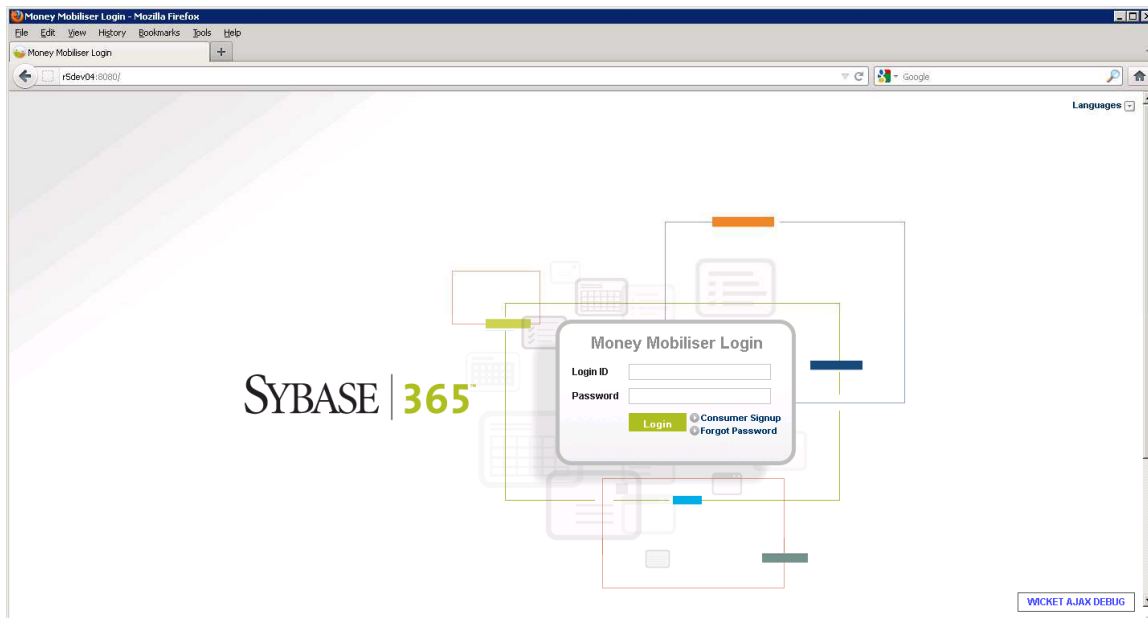 Money Mobiliser Login - Mozilla Firefox
File Edit View History Bookmarks Tools Help
Money Mobiliser Login +
r5dev04:8080/ Google
Languages
Money Mobiliser Login
Login ID
Password
Login
Consumer Signup
Forgot Password
SYBASE 365™
WICKET AJAX DEBUG